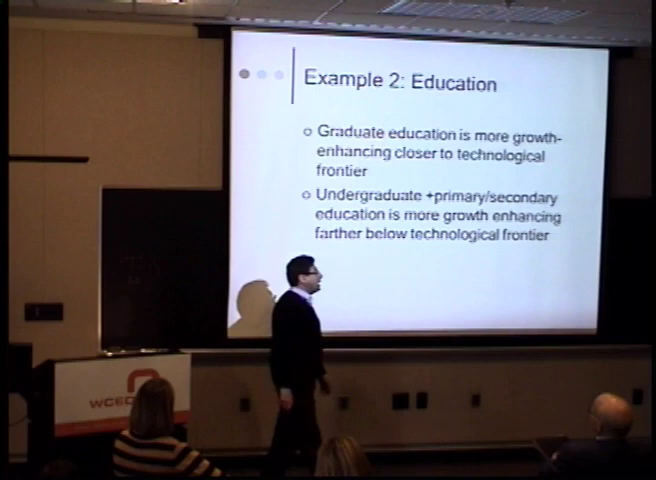 Example 2: Education
○ Graduate education is more growth-
enhancing closer to technological
frontier
○ Undergraduate +primary/secondary
education is more growth enhancing
farther below technological frontier